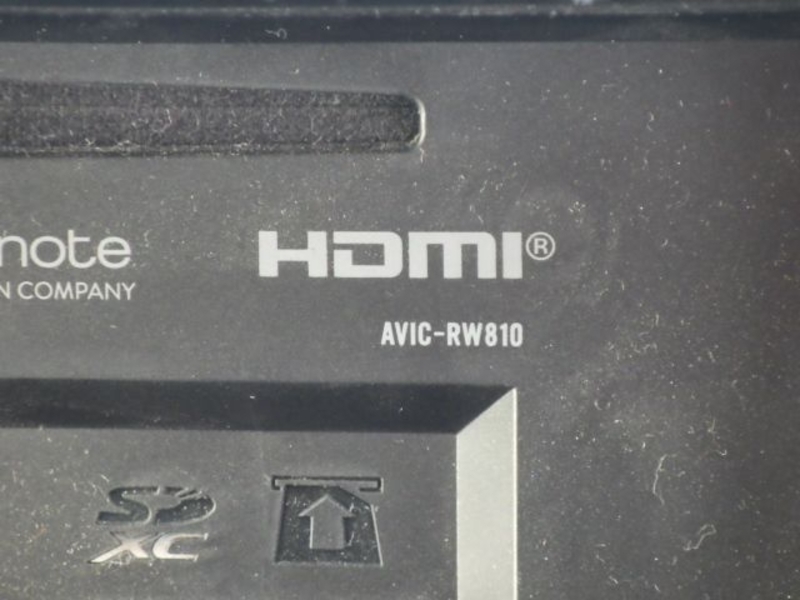 note
HDMI®
N COMPANY
AVIC-RW810
SD
XC